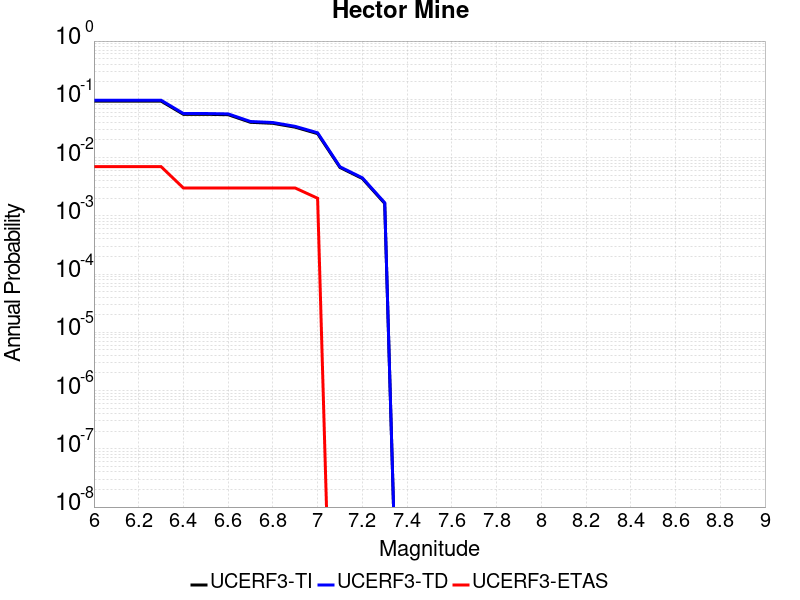 Hector Mine
10^0
10^-1
10^-2
10^-3
10^-4
10^-5
10^-6
10^-7
10^-8
Annual Probability
6 6.2 6.4 6.6 6.8 7 7.2 7.4 7.6 7.8 8 8.2 8.4 8.6 8.8 9
Magnitude
UCERF3-TI UCERF3-TD UCERF3-ETAS